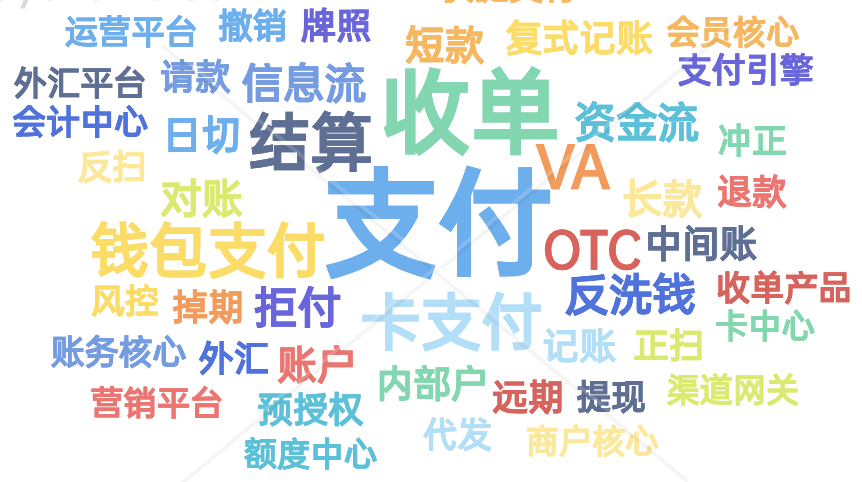 运营平台 撤销 牌照 短款 复式记账 会员核心
外汇平台 请款 信息流 收单 支付引擎
会计中心 日切 结算 资金流 冲正
反扫 对账 支付 VA 长款 退款
钱包支付 OTC 中间账
风控 掉期 拒付 卡支付 反洗钱 收单产品
账务核心 外汇 账户 记账 正扫 卡中心
营销平台 预授权 内部户 远期 提现 渠道网关
额度中心 代发 商户核心